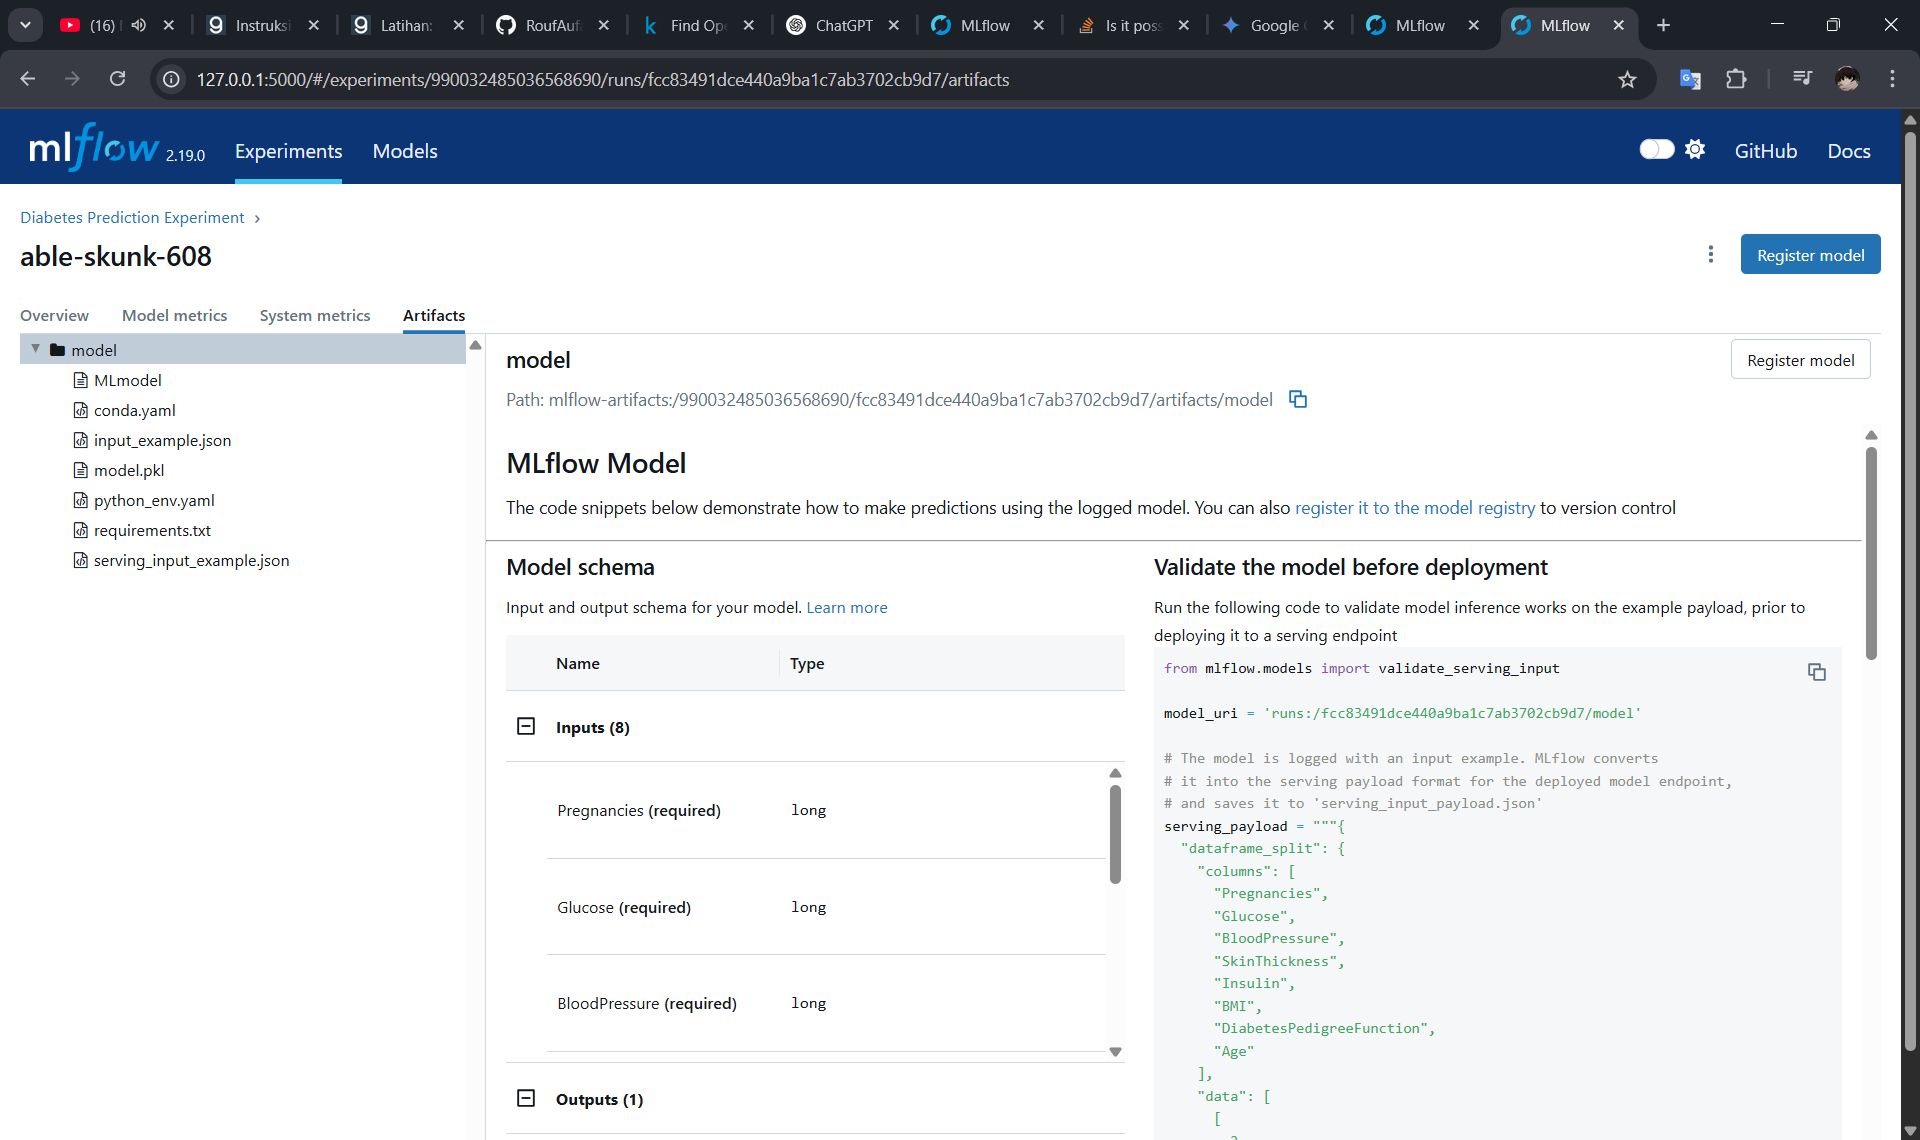 (16)
Instruksi
Latihan:
RoufAufa
Find Ope
ChatGPT
MLflow
Is it poss
Google
MLflow
MLflow
127.0.0.1:5000/#/experiments/990032485036568690/runs/fcc83491dce440a9ba1c7ab3702cb9d7/artifacts
mlflow 2.19.0
Experiments
Models
GitHub
Docs
Diabetes Prediction Experiment
able-skunk-608
Register model
Overview
Model metrics
System metrics
Artifacts
model
MLmodel
conda.yaml
input_example.json
model.pkl
python_env.yaml
requirements.txt
serving_input_example.json
model
Register model
Path: mlflow-artifacts:/990032485036568690/fcc83491dce440a9ba1c7ab3702cb9d7/artifacts/model
MLflow Model
The code snippets below demonstrate how to make predictions using the logged model. You can also register it to the model registry to version control
Model schema
Input and output schema for your model. Learn more
Name Type
Inputs (8)
Pregnancies (required) long
Glucose (required) long
BloodPressure (required) long
Outputs (1)
Validate the model before deployment
Run the following code to validate model inference works on the example payload, prior to
deploying it to a serving endpoint
from mlflow.models import validate_serving_input
model_uri = 'runs:/fcc83491dce440a9ba1c7ab3702cb9d7/model'
# The model is logged with an input example. MLflow converts
# it into the serving payload format for the deployed model endpoint,
# and saves it to 'serving_input_payload.json'
serving_payload = """{
"dataframe_split": {
"columns": [
"Pregnancies",
"Glucose",
"BloodPressure",
"SkinThickness",
"Insulin",
"BMI",
"DiabetesPedigreeFunction",
"Age"
],
"data": [
[